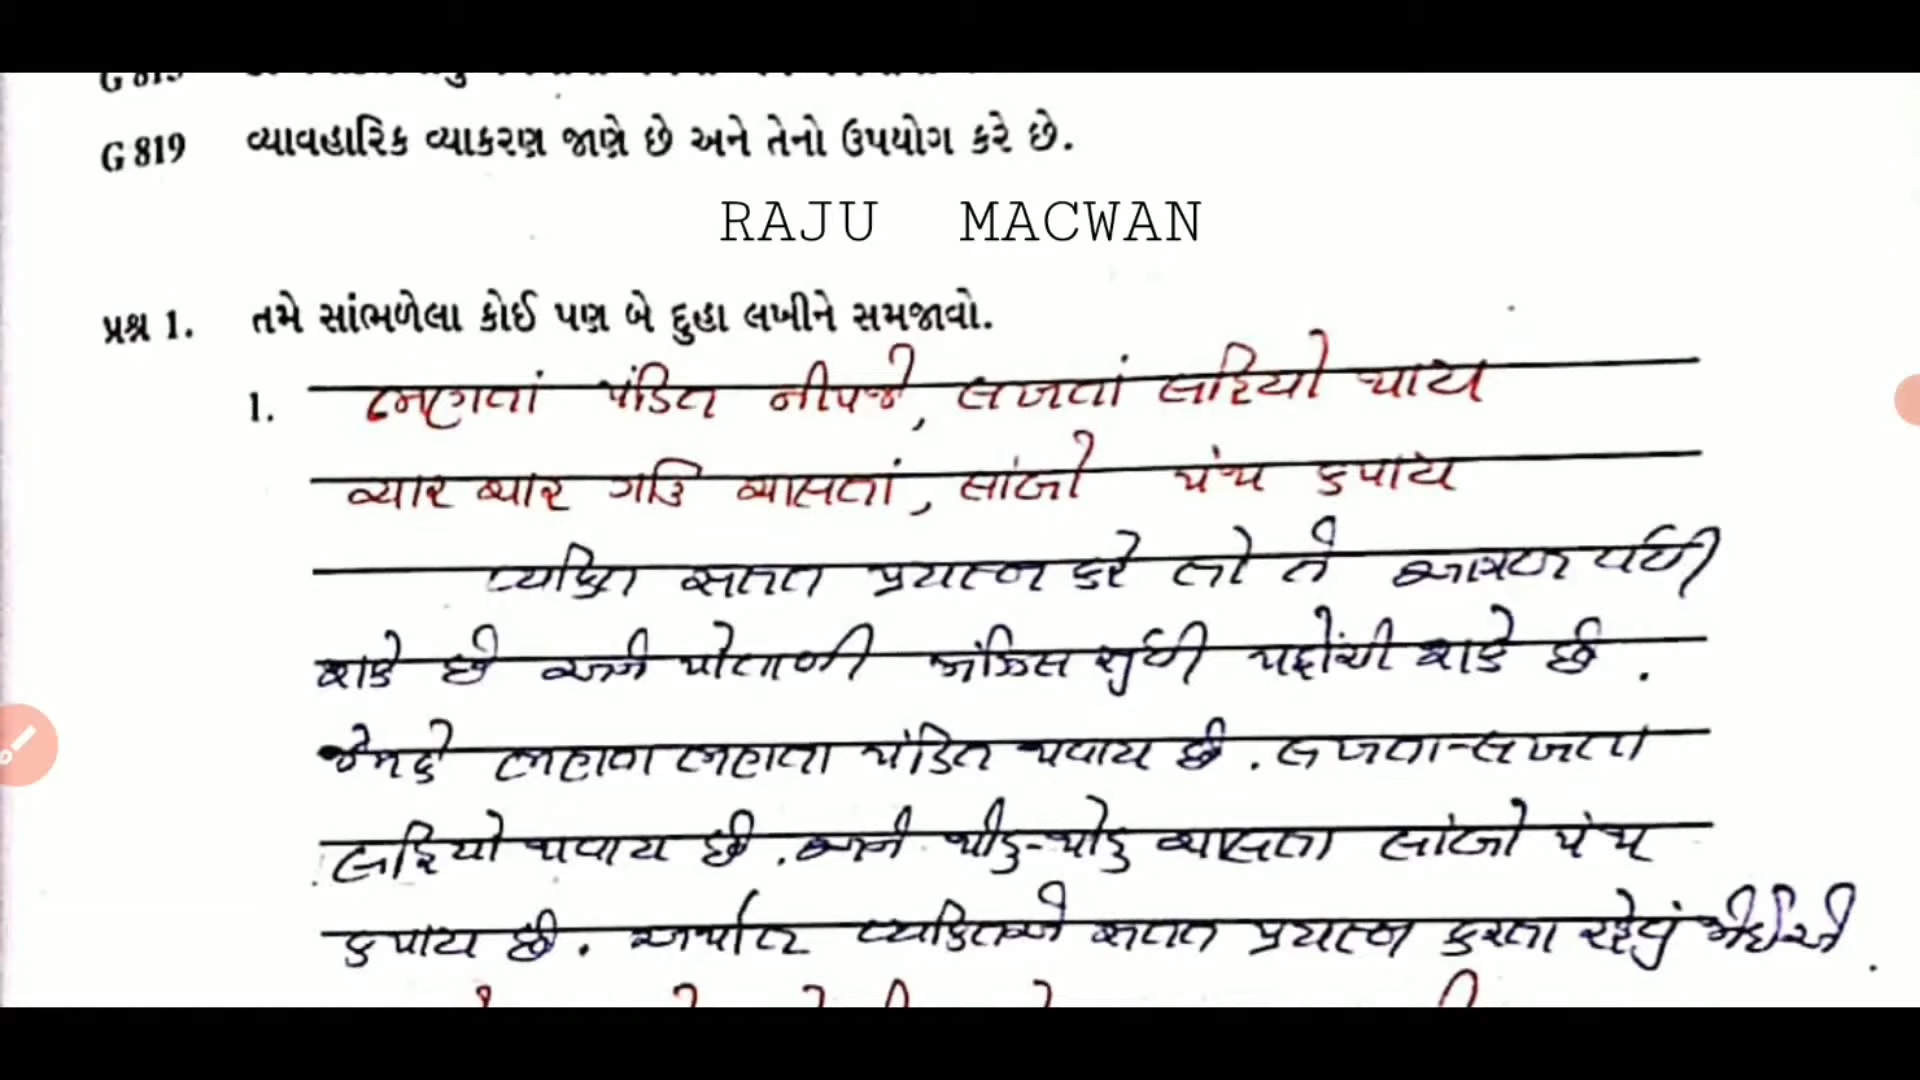 G 819 વ્યાવહારિક વ્યાકરણ જાણે છે અને તેનો ઉપયોગ કરે છે.
RAJU MACWAN
પ્રશ્ન 1. તમે સાંભળેલા કોઈ પણ બે દુહા લખીને સમજાવો.
1. ભણતાં પંડિત નીપજે, લખતાં લહિયો થાય
ચાર ચાર ગાઉ ચાલતાં, લાંબો પંથ કપાય
વ્યક્તિ સતત પ્રયત્ન કરે તો તે આગળ વધી
શકે છે અને પોતાની મંઝિલ સુધી પહોંચી શકે છે.
જેમકે પંડિત થવાય છે. લખતા-લખતા
લહિયો થવાય છે. અને થોડુ-થોડુ ચાલતા લાંબો પંથ
કપાય છે. અર્થાત વ્યક્તિએ સતત પ્રયત્ન કરતા રહેવું જોઈએ.